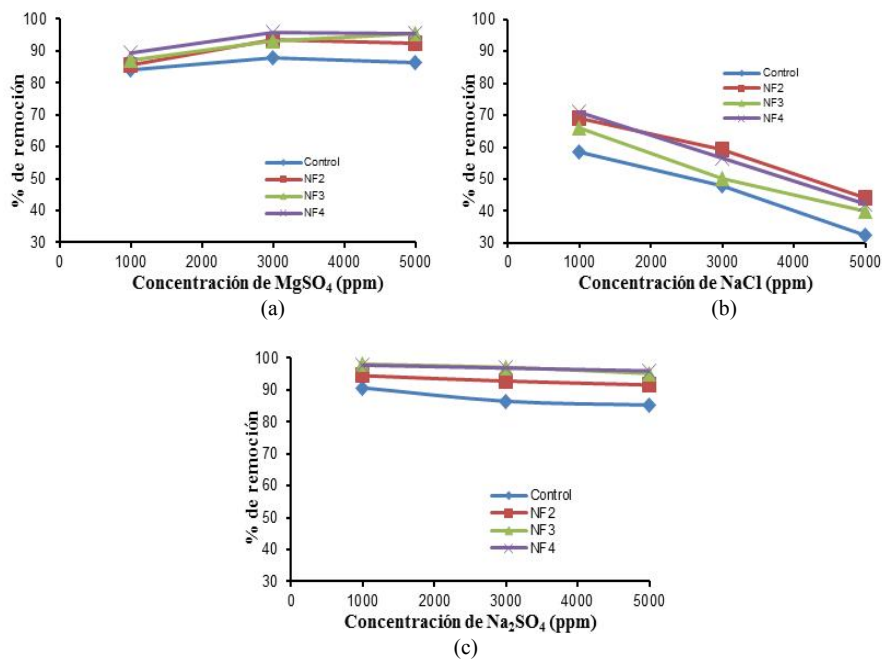 100
90
80
70
60
50
40
30
% de remoción
Control
NF2
NF3
NF4
0 1000 2000 3000 4000 5000
Concentración de MgSO₄ (ppm)
(a)
100
90
80
70
60
50
40
30
% de remoción
Control
NF2
NF3
NF4
0 1000 2000 3000 4000 5000
Concentración de NaCl (ppm)
(b)
100
90
80
70
60
50
40
30
% de remoción
Control
NF2
NF3
NF4
0 1000 2000 3000 4000 5000
Concentración de Na₂SO₄ (ppm)
(c)